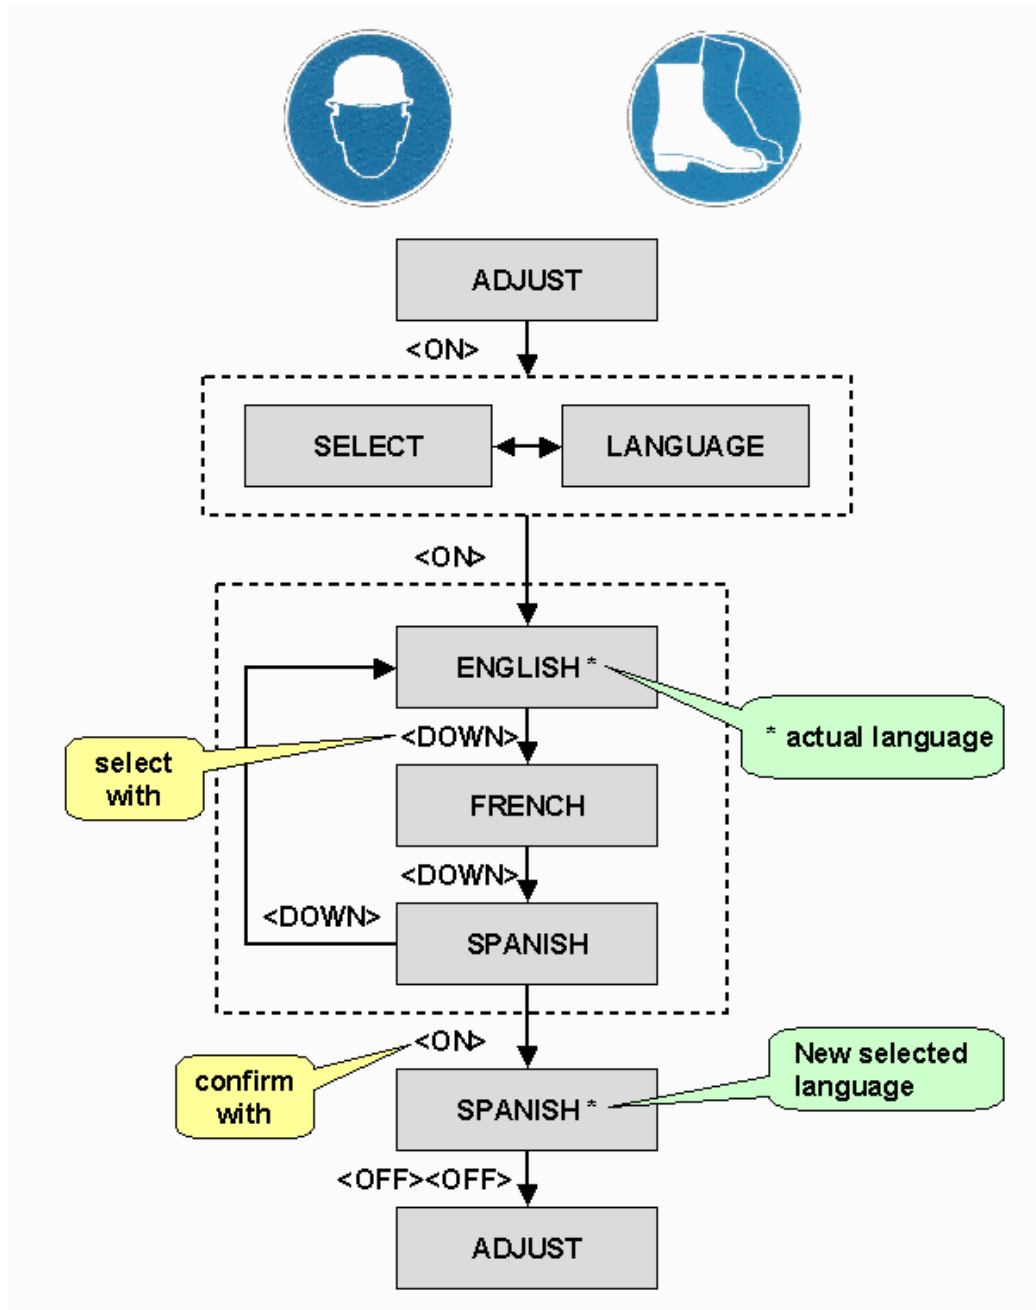 ADJUST
<ON>
SELECT
LANGUAGE
<ON>
ENGLISH *
* actual language
<DOWN>
select
with
FRENCH
<DOWN>
<DOWN>
SPANISH
<ON>
confirm
with
New selected
language
SPANISH *
<OFF><OFF>
ADJUST